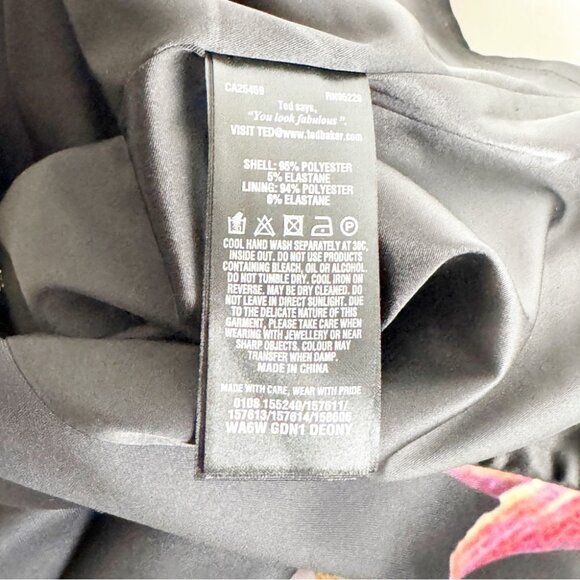 CA25459 RN95229
Ted says,
"You look fabulous".
VISIT TED@www.tedbaker.com
SHELL: 95% POLYESTER
5% ELASTANE
LINING: 94% POLYESTER
6% ELASTANE
COOL HAND WASH SEPARATELY AT 30C,
INSIDE OUT. DO NOT USE PRODUCTS
CONTAINING BLEACH, OIL OR ALCOHOL.
DO NOT TUMBLE DRY. COOL IRON ON
REVERSE. MAY BE DRY CLEANED. DO
NOT LEAVE IN DIRECT SUNLIGHT. DUE
TO THE DELICATE NATURE OF THIS
GARMENT, PLEASE TAKE CARE WHEN
WEARING WITH JEWELLERY OR NEAR
SHARP OBJECTS. COLOUR MAY
TRANSFER WHEN DAMP.
MADE IN CHINA
MADE WITH CARE, WEAR WITH PRIDE
0108 155240/157611/
157613/157614/158606
WA6W GDN1 DEONY